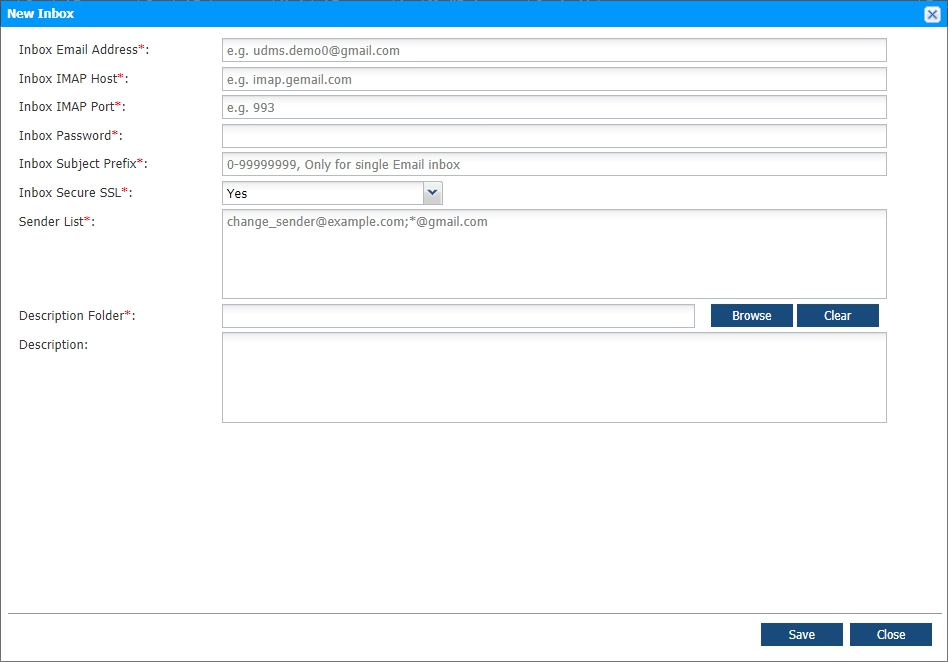 New Inbox
Inbox Email Address*: e.g. udms.demo0@gmail.com
Inbox IMAP Host*: e.g. imap.gemail.com
Inbox IMAP Port*: e.g. 993
Inbox Password*:
Inbox Subject Prefix*: 0-99999999, Only for single Email inbox
Inbox Secure SSL*: Yes
Sender List*: change_sender@example.com;*@gmail.com
Description Folder*: Browse Clear
Description:
Save Close